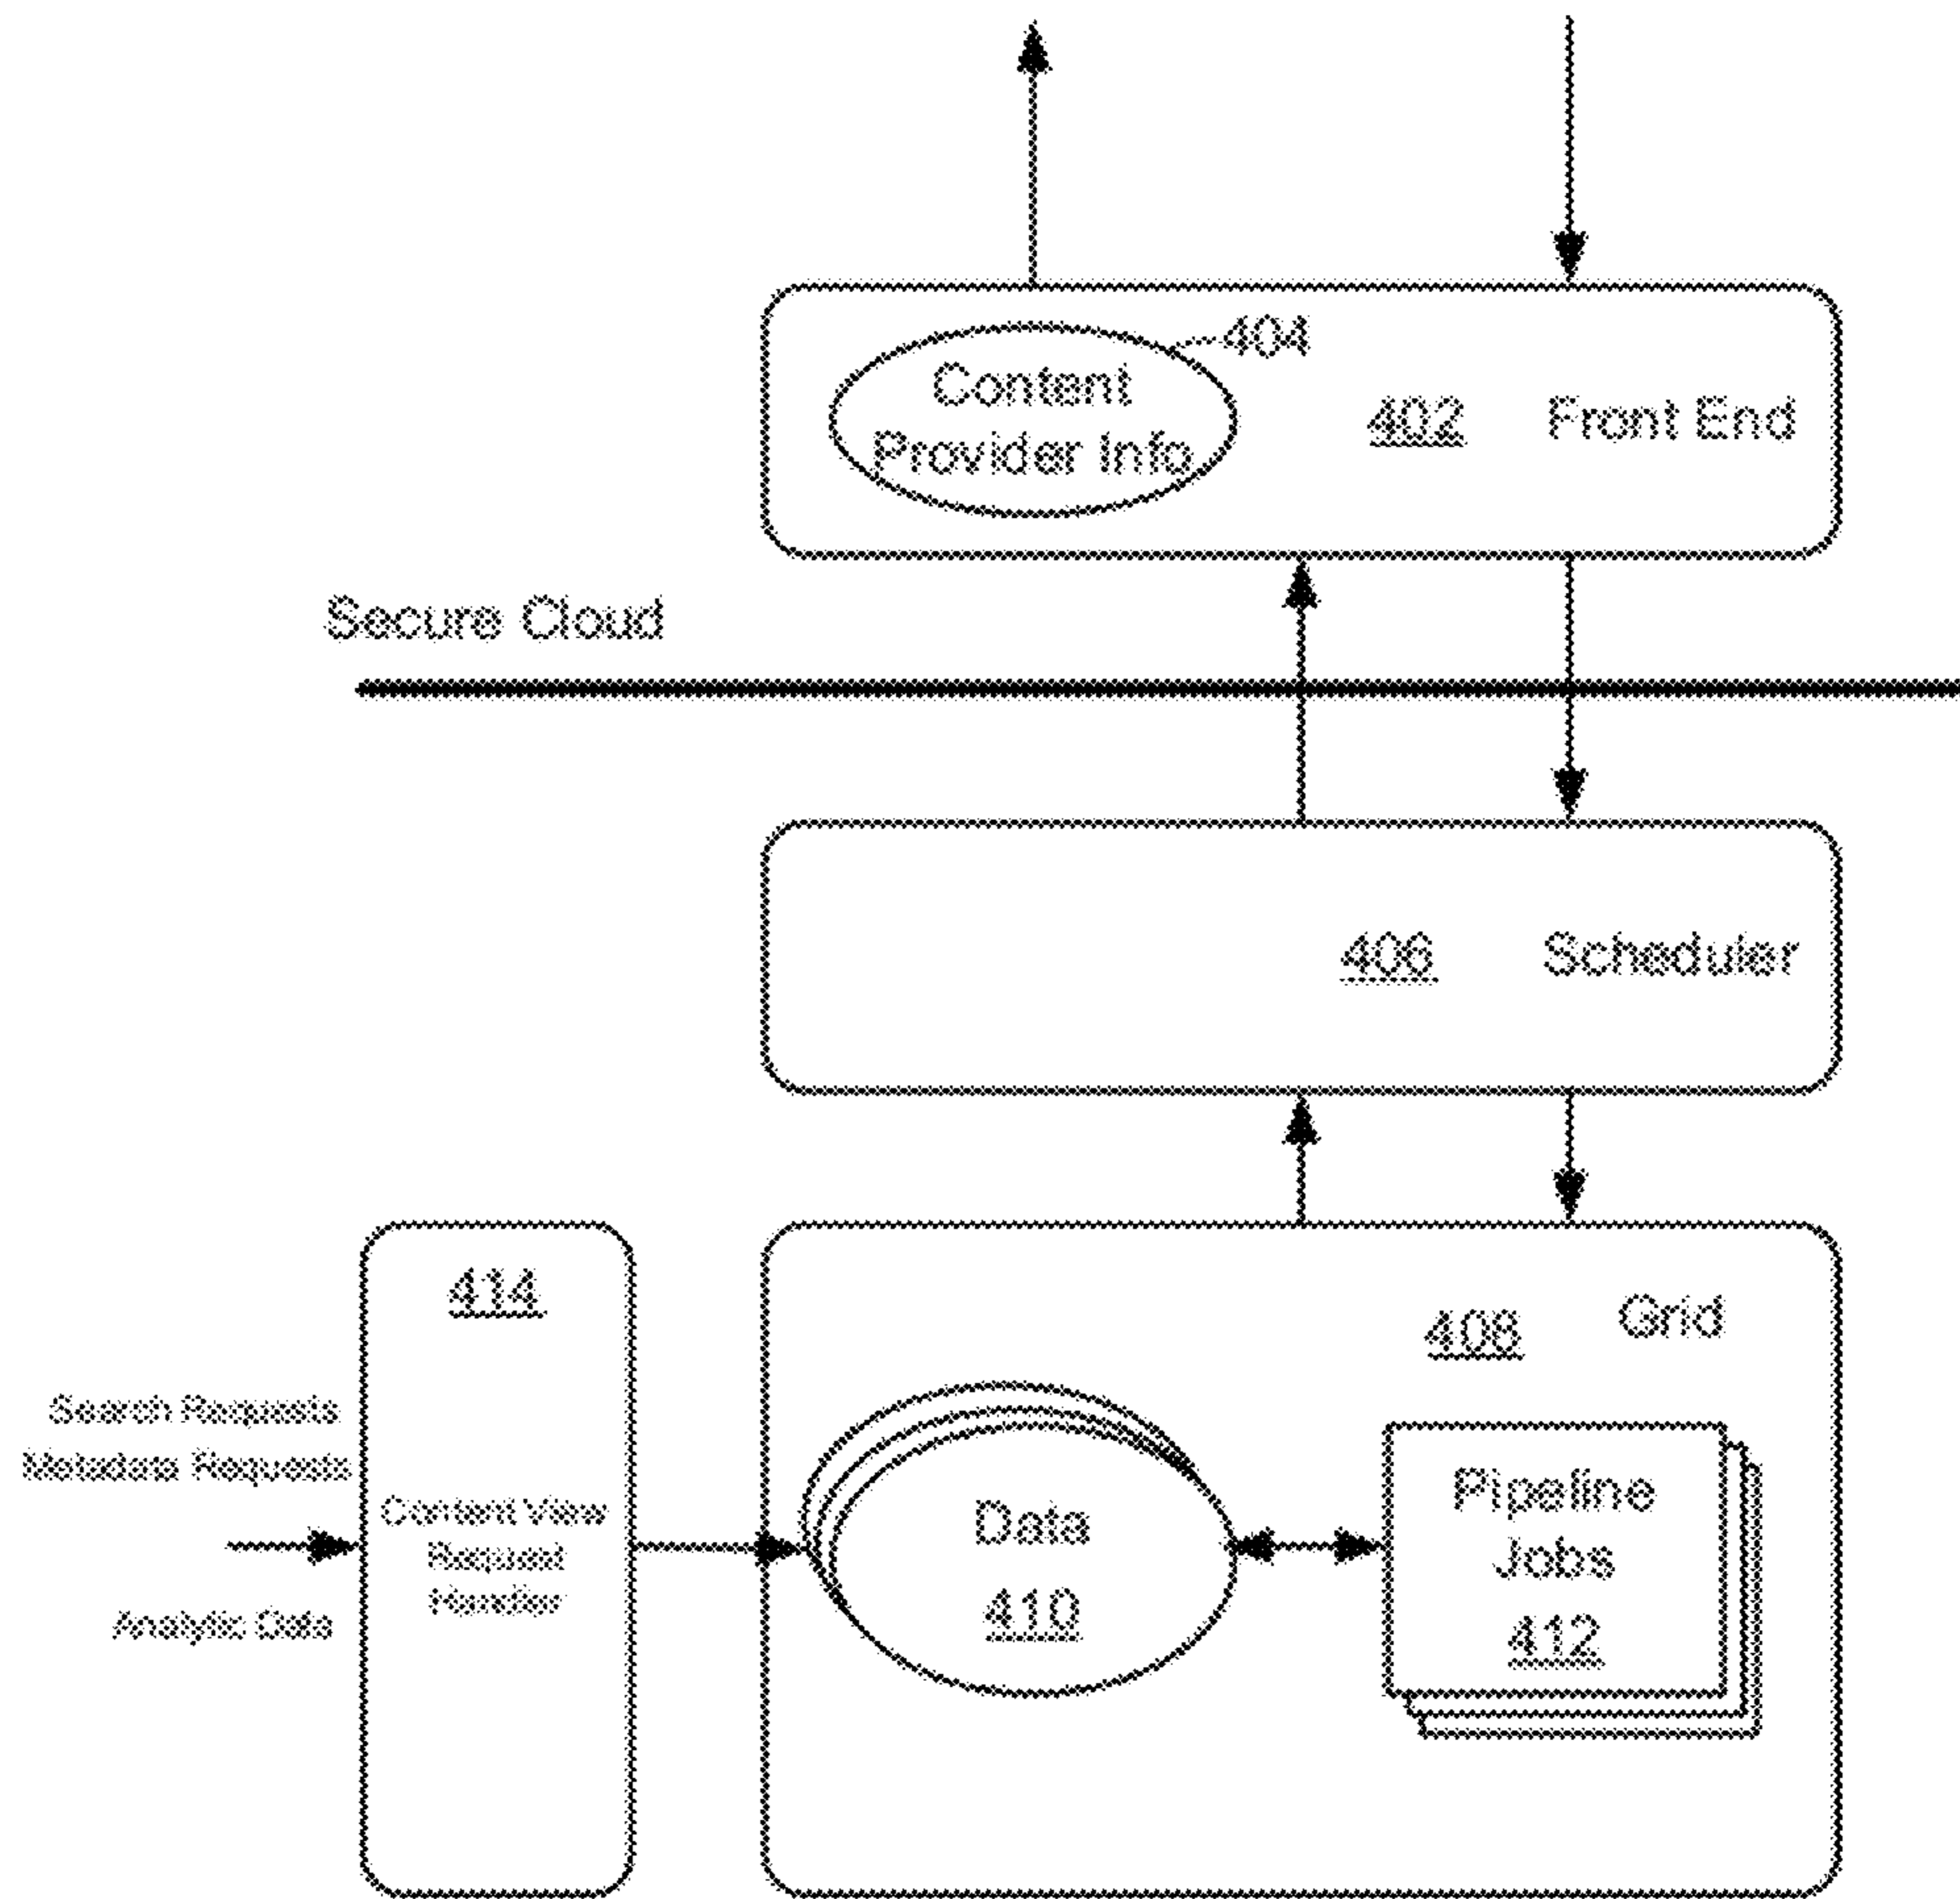 404
Content
Provider Info
402 Front End
Secure Cloud
406 Scheduler
414
408 Grid
Search Requests
Metadata Requests
Content View
Request
Handler
Analytic Data
Data
410
Pipeline
Jobs
412